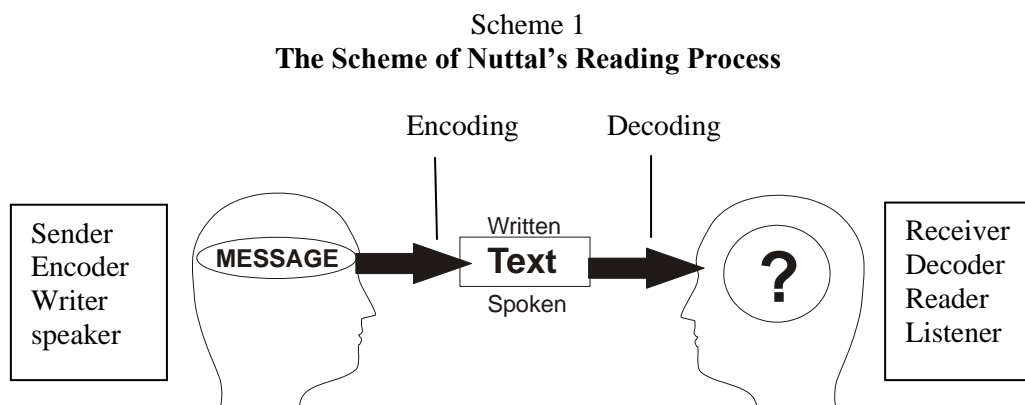 Scheme 1
The Scheme of Nuttal’s Reading Process
Encoding
Decoding
Sender
Encoder
Writer
speaker
MESSAGE
Written
Text
Spoken
?
Receiver
Decoder
Reader
Listener